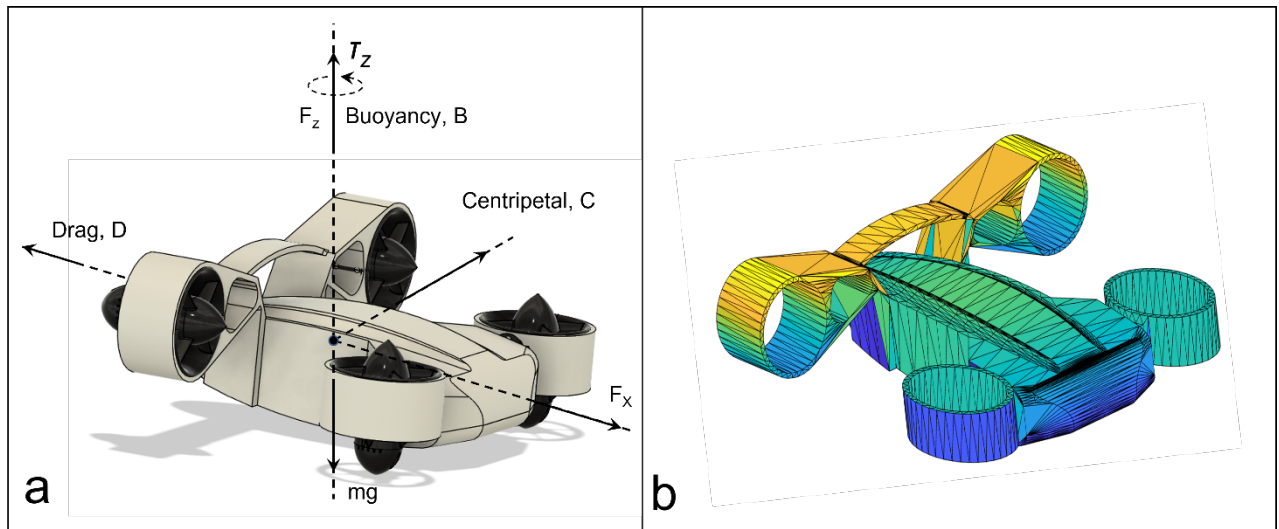 T_Z
F_z
Buoyancy, B
Centripetal, C
Drag, D
F_X
mg
a
b